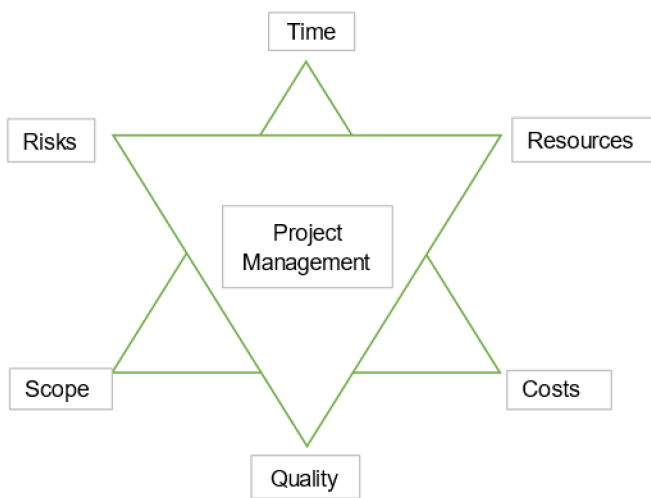 Time
Risks
Resources
Project
Management
Scope
Costs
Quality